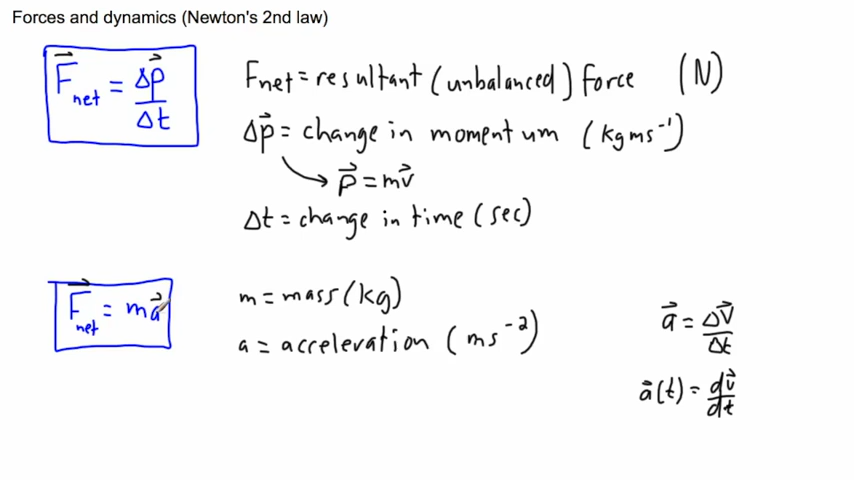 Forces and dynamics (Newton's 2nd law)
F⃗net = Δp⃗/Δt
Fnet = resultant (unbalanced) force (N)
Δp⃗ = change in momentum (kgms⁻¹)
p⃗ = mv⃗
Δt = change in time (sec)
F⃗net = ma⃗
m = mass (kg)
a = accrelevation (ms⁻²)
a⃗ = Δv⃗/Δt
a⃗(t) = dv⃗/dt